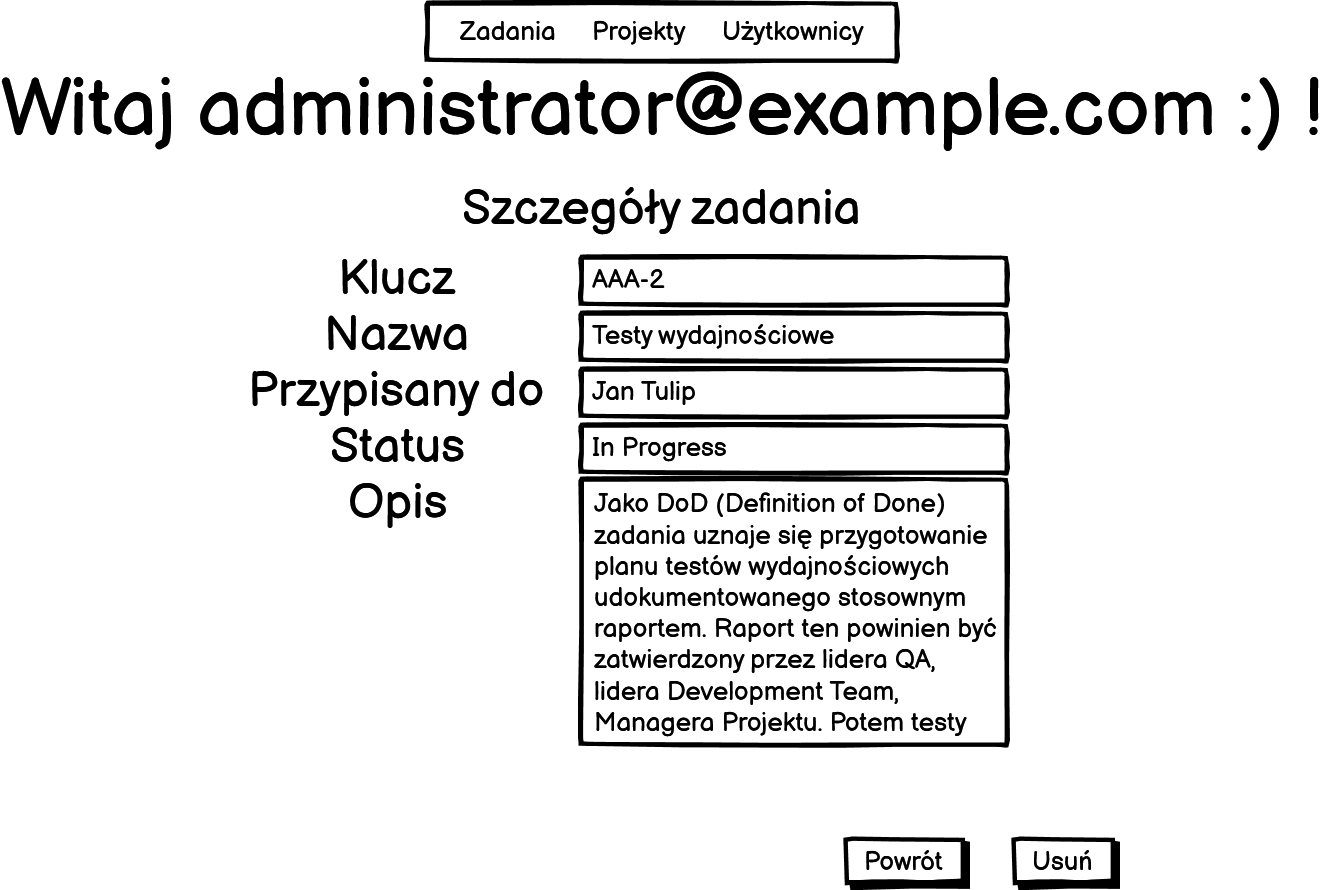 Zadania Projekty Użytkownicy
Witaj administrator@example.com :) !
Szczegóły zadania
Klucz AAA-2
Nazwa Testy wydajnościowe
Przypisany do Jan Tulip
Status In Progress
Opis Jako DoD (Definition of Done)
zadania uznaje się przygotowanie
planu testów wydajnościowych
udokumentowanego stosownym
raportem. Raport ten powinien być
zatwierdzony przez lidera QA,
lidera Development Team,
Managera Projektu. Potem testy
Powrót Usuń